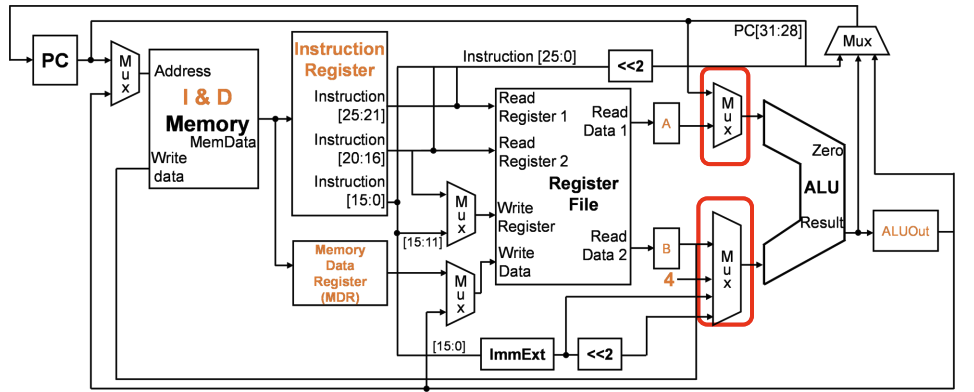 PC
Mux
Address
I & D
Memory
MemData
Write
data
Instruction
Register
Instruction
[25:21]
Instruction
[20:16]
Instruction
[15:0]
Memory
Data
Register
(MDR)
Instruction [25:0]
<<2
PC[31:28]
Mux
[15:11]
Mux
Mux
Read
Register 1
Read
Register 2
Write
Register
Write
Data
Register
File
Read
Data 1
Read
Data 2
A
B
4
Mux
Mux
Zero
ALU
Result
ALUOut
[15:0]
ImmExt
<<2